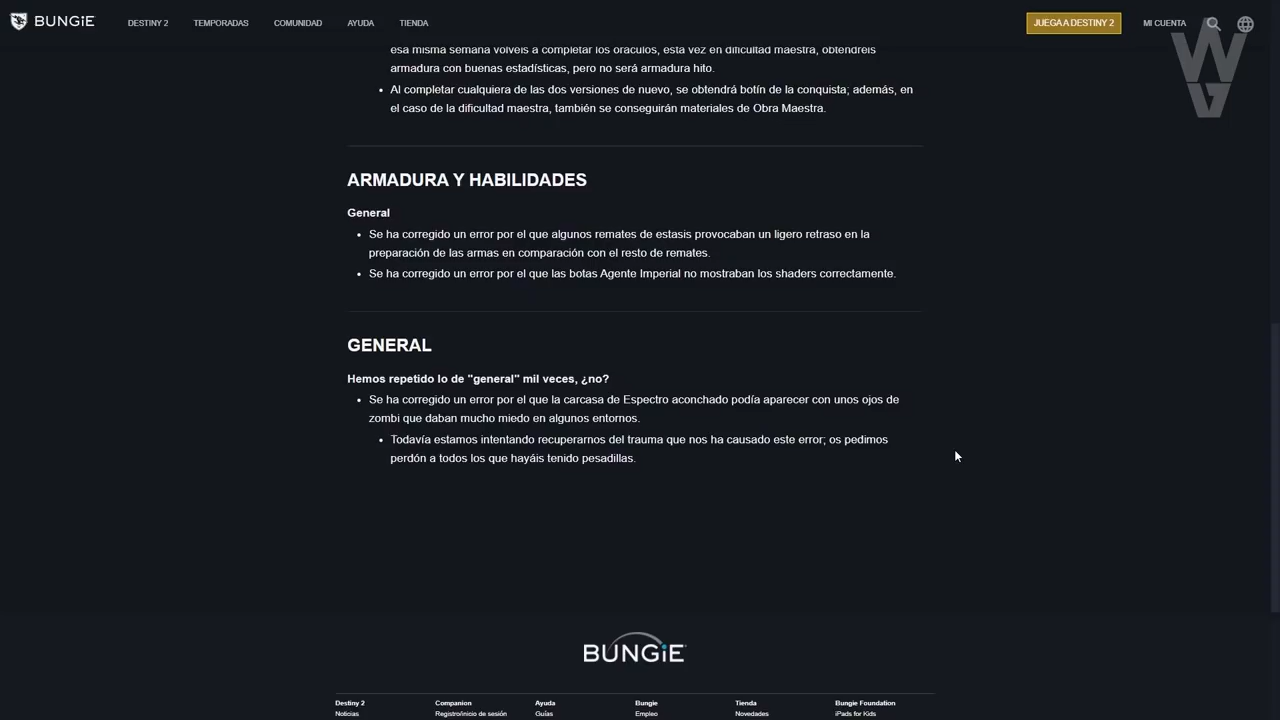 BUNGiE DESTINY 2 TEMPORADAS COMUNIDAD AYUDA TIENDA JUEGA A DESTINY 2 MI CUENTA
esa misma semana volvéis a completar los oráculos, esta vez en dificultad maestra, obtendréis
armadura con buenas estadísticas, pero no será armadura hito.
• Al completar cualquiera de las dos versiones de nuevo, se obtendrá botín de la conquista; además, en
el caso de la dificultad maestra, también se conseguirán materiales de Obra Maestra.
ARMADURA Y HABILIDADES
General
• Se ha corregido un error por el que algunos remates de estasis provocaban un ligero retraso en la
preparación de las armas en comparación con el resto de remates.
• Se ha corregido un error por el que las botas Agente Imperial no mostraban los shaders correctamente.
GENERAL
Hemos repetido lo de "general" mil veces, ¿no?
• Se ha corregido un error por el que la carcasa de Espectro aconchado podía aparecer con unos ojos de
zombi que daban mucho miedo en algunos entornos.
• Todavía estamos intentando recuperarnos del trauma que nos ha causado este error; os pedimos
perdón a todos los que hayáis tenido pesadillas.
BUNGiE
Destiny 2 Companion Ayuda Bungie Tienda Bungie Foundation
Noticias Registro/inicio de sesión Guías Empleo Novedades iPads for Kids